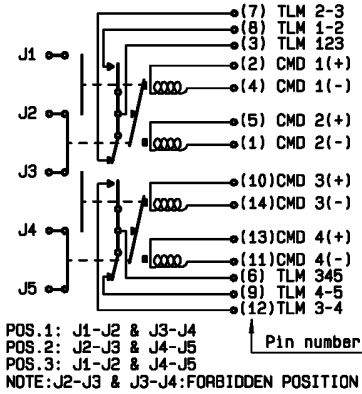 (7) TLM 2-3
(8) TLM 1-2
(3) TLM 123
J1
(2) CMD 1(+)
(4) CMD 1(-)
J2
(5) CMD 2(+)
(1) CMD 2(-)
J3
(10)CMD 3(+)
(14)CMD 3(-)
J4
(13)CMD 4(+)
(11)CMD 4(-)
(6) TLM 345
J5
(9) TLM 4-5
(12)TLM 3-4
POS.1: J1-J2 & J3-J4
POS.2: J2-J3 & J4-J5
POS.3: J1-J2 & J4-J5
Pin number
NOTE:J2-J3 & J3-J4:FORBIDDEN POSITION